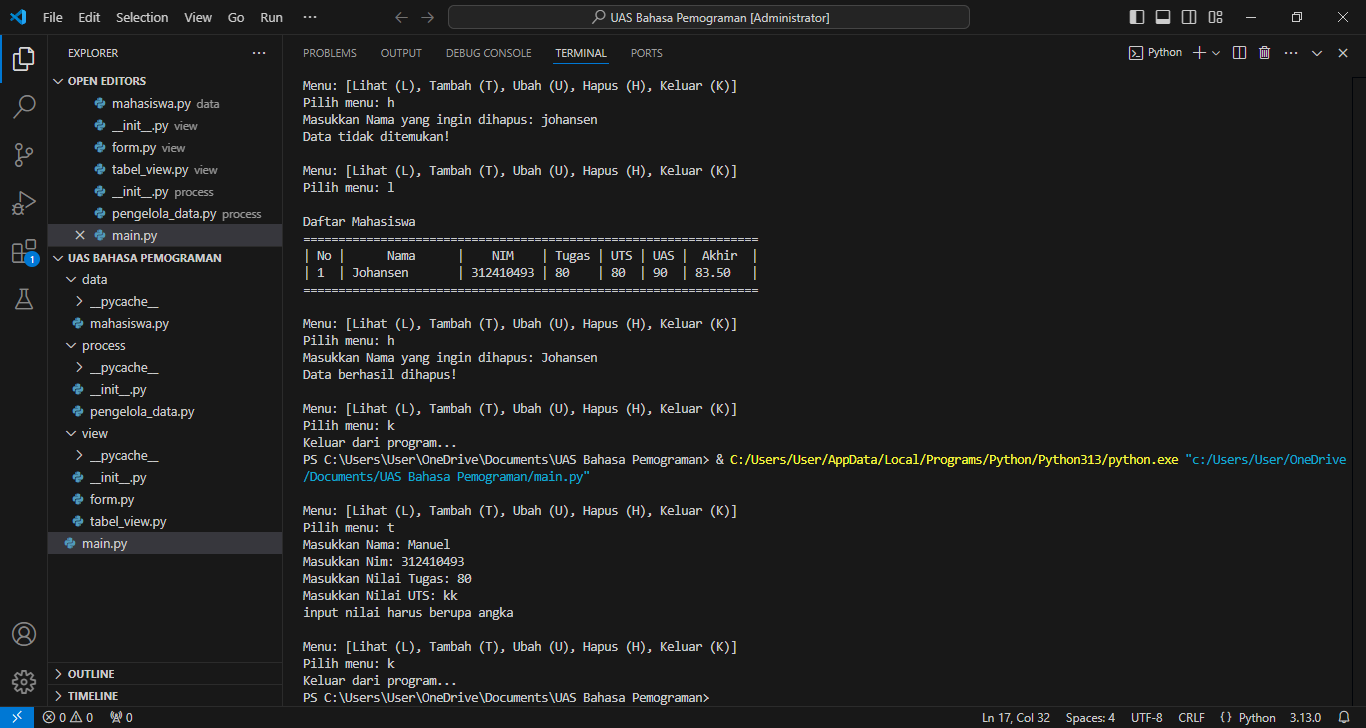 File Edit Selection View Go Run ··· UAS Bahasa Pemograman [Administrator]
EXPLORER ···
OPEN EDITORS
mahasiswa.py data
__init__.py view
form.py view
tabel_view.py view
__init__.py process
pengelola_data.py process
main.py
UAS BAHASA PEMOGRAMAN
data
__pycache__
mahasiswa.py
process
__pycache__
__init__.py
pengelola_data.py
view
__pycache__
__init__.py
form.py
tabel_view.py
main.py
OUTLINE
TIMELINE
1
PROBLEMS OUTPUT DEBUG CONSOLE TERMINAL PORTS Python
Menu: [Lihat (L), Tambah (T), Ubah (U), Hapus (H), Keluar (K)]
Pilih menu: h
Masukkan Nama yang ingin dihapus: johansen
Data tidak ditemukan!
Menu: [Lihat (L), Tambah (T), Ubah (U), Hapus (H), Keluar (K)]
Pilih menu: l
Daftar Mahasiswa
=================================================================
| No |      Nama      |    NIM    | Tugas | UTS | UAS |  Akhir  |
| 1  | Johansen       | 312410493 | 80    | 80  | 90  | 83.50   |
=================================================================
Menu: [Lihat (L), Tambah (T), Ubah (U), Hapus (H), Keluar (K)]
Pilih menu: h
Masukkan Nama yang ingin dihapus: Johansen
Data berhasil dihapus!
Menu: [Lihat (L), Tambah (T), Ubah (U), Hapus (H), Keluar (K)]
Pilih menu: k
Keluar dari program...
PS C:\Users\User\OneDrive\Documents\UAS Bahasa Pemograman> & C:/Users/User/AppData/Local/Programs/Python/Python313/python.exe "c:/Users/User/OneDrive
/Documents/UAS Bahasa Pemograman/main.py"
Menu: [Lihat (L), Tambah (T), Ubah (U), Hapus (H), Keluar (K)]
Pilih menu: t
Masukkan Nama: Manuel
Masukkan Nim: 312410493
Masukkan Nilai Tugas: 80
Masukkan Nilai UTS: kk
input nilai harus berupa angka
Menu: [Lihat (L), Tambah (T), Ubah (U), Hapus (H), Keluar (K)]
Pilih menu: k
Keluar dari program...
PS C:\Users\User\OneDrive\Documents\UAS Bahasa Pemograman>
0 0 0 Ln 17, Col 32 Spaces: 4 UTF-8 CRLF {} Python 3.13.0